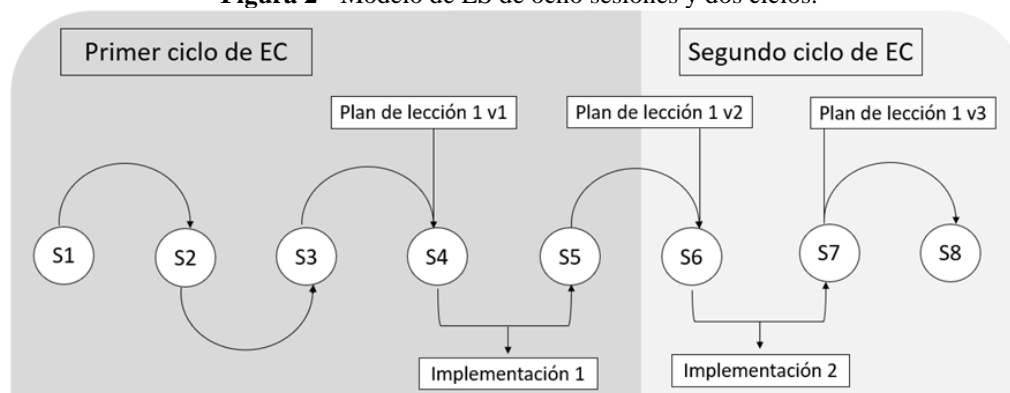 Figura 2 - Modelo de ES de ocho sesiones y dos ciclos.
Primer ciclo de EC
Segundo ciclo de EC
Plan de lección 1 v1
Plan de lección 1 v2
Plan de lección 1 v3
S1
S2
S3
S4
S5
S6
S7
S8
Implementación 1
Implementación 2